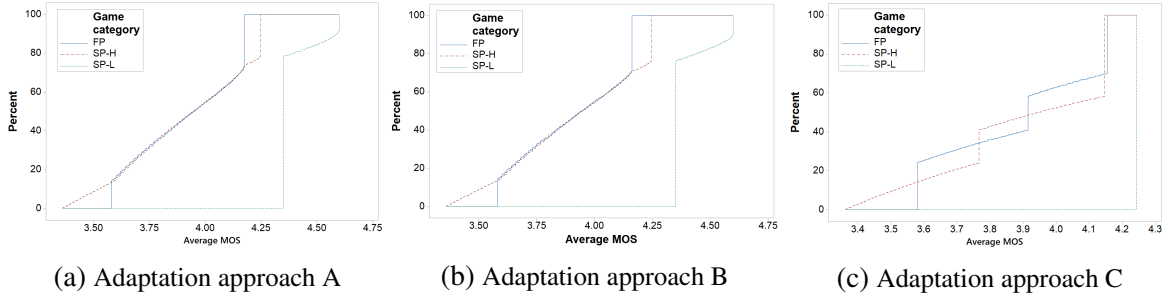 Game category
FP
SP-H
SP-L
Percent
100
80
60
40
20
0
3.50
3.75
4.00
4.25
4.50
4.75
Average MOS
(a) Adaptation approach A
Game category
FP
SP-H
SP-L
Percent
100
80
60
40
20
0
3.50
3.75
4.00
4.25
4.50
4.75
Average MOS
(b) Adaptation approach B
Game category
FP
SP-H
SP-L
Percent
100
80
60
40
20
0
3.4
3.5
3.6
3.7
3.8
3.9
4.0
4.1
4.2
4.3
Average MOS
(c) Adaptation approach C